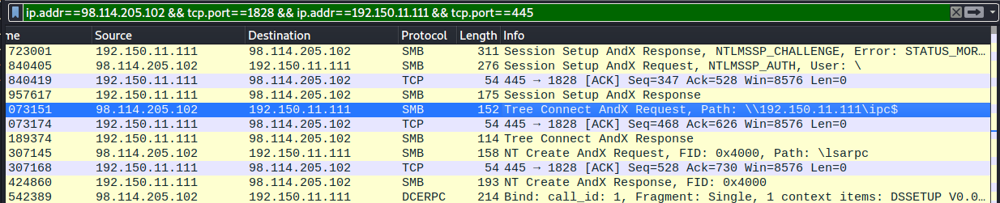 ip.addr==98.114.205.102 && tcp.port==1828 && ip.addr==192.150.11.111 && tcp.port==445
me Source Destination Protocol Length Info
723001 192.150.11.111 98.114.205.102 SMB 311 Session Setup AndX Response, NTLMSSP_CHALLENGE, Error: STATUS_MOR…
840405 98.114.205.102 192.150.11.111 SMB 276 Session Setup AndX Request, NTLMSSP_AUTH, User: \
840419 192.150.11.111 98.114.205.102 TCP 54 445 → 1828 [ACK] Seq=347 Ack=528 Win=8576 Len=0
957617 192.150.11.111 98.114.205.102 SMB 175 Session Setup AndX Response
073151 98.114.205.102 192.150.11.111 SMB 152 Tree Connect AndX Request, Path: \\192.150.11.111\ipc$
073174 192.150.11.111 98.114.205.102 TCP 54 445 → 1828 [ACK] Seq=468 Ack=626 Win=8576 Len=0
189374 192.150.11.111 98.114.205.102 SMB 114 Tree Connect AndX Response
307145 98.114.205.102 192.150.11.111 SMB 158 NT Create AndX Request, FID: 0x4000, Path: \lsarpc
307168 192.150.11.111 98.114.205.102 TCP 54 445 → 1828 [ACK] Seq=528 Ack=730 Win=8576 Len=0
424860 192.150.11.111 98.114.205.102 SMB 193 NT Create AndX Response, FID: 0x4000
542389 98.114.205.102 192.150.11.111 DCERPC 214 Bind: call_id: 1, Fragment: Single, 1 context items: DSSETUP V0.0…